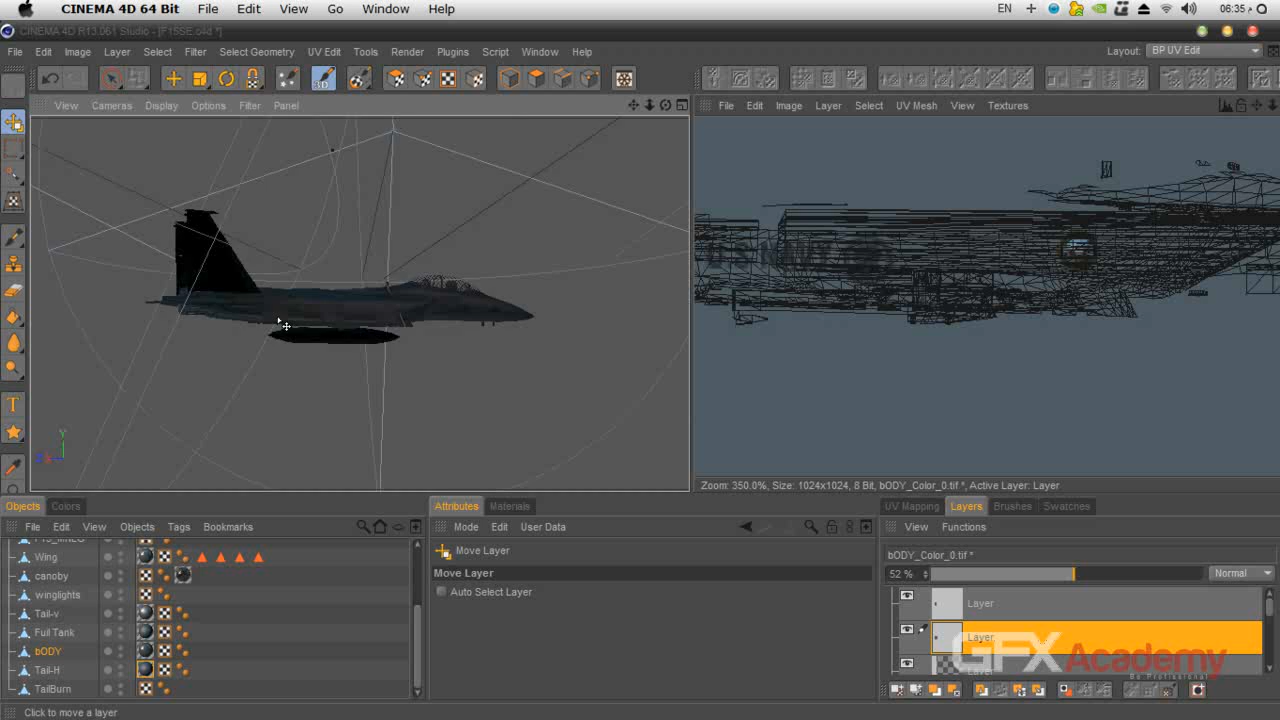 CINEMA 4D 64 Bit File Edit View Go Window Help EN 06:35 م
CINEMA 4D R13.061 Studio - [F15SE.c4d *]
File Edit Image Layer Select Select Geometry UV Edit Tools Render Plugins Script Window Help Layout: BP UV Edit
3D
View Cameras Display Options Filter Panel
File Edit Image Layer Select UV Mesh View Textures
Y
Zoom: 350.0%, Size: 1024x1024, 8 Bit, bODY_Color_0.tif *, Active Layer: Layer
Objects Colors
Attributes Materials
UV Mapping Layers Brushes Swatches
File Edit View Objects Tags Bookmarks
Mode Edit User Data
View Functions
Wing
canoby
winglights
Tail-v
Full Tank
bODY
Tail-H
TailBurn
Move Layer
Move Layer
Auto Select Layer
bODY_Color_0.tif *
52 % Normal
Layer
Layer
Layer
GFX Academy
Be Professional
Click to move a layer